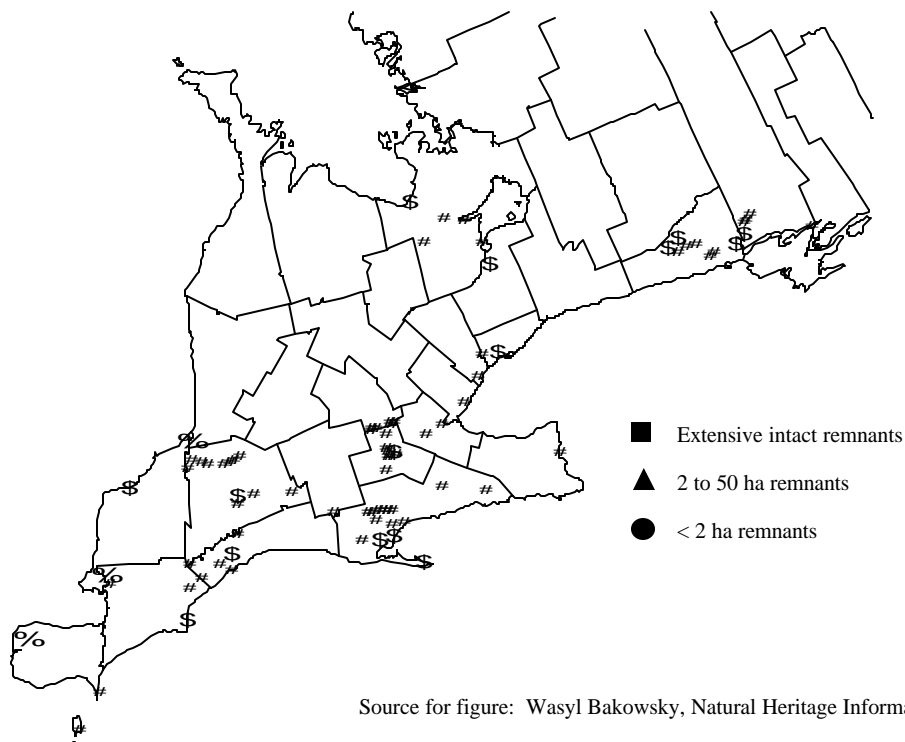 Extensive intact remnants
2 to 50 ha remnants
< 2 ha remnants
Source for figure: Wasyl Bakowsky, Natural Heritage Informa